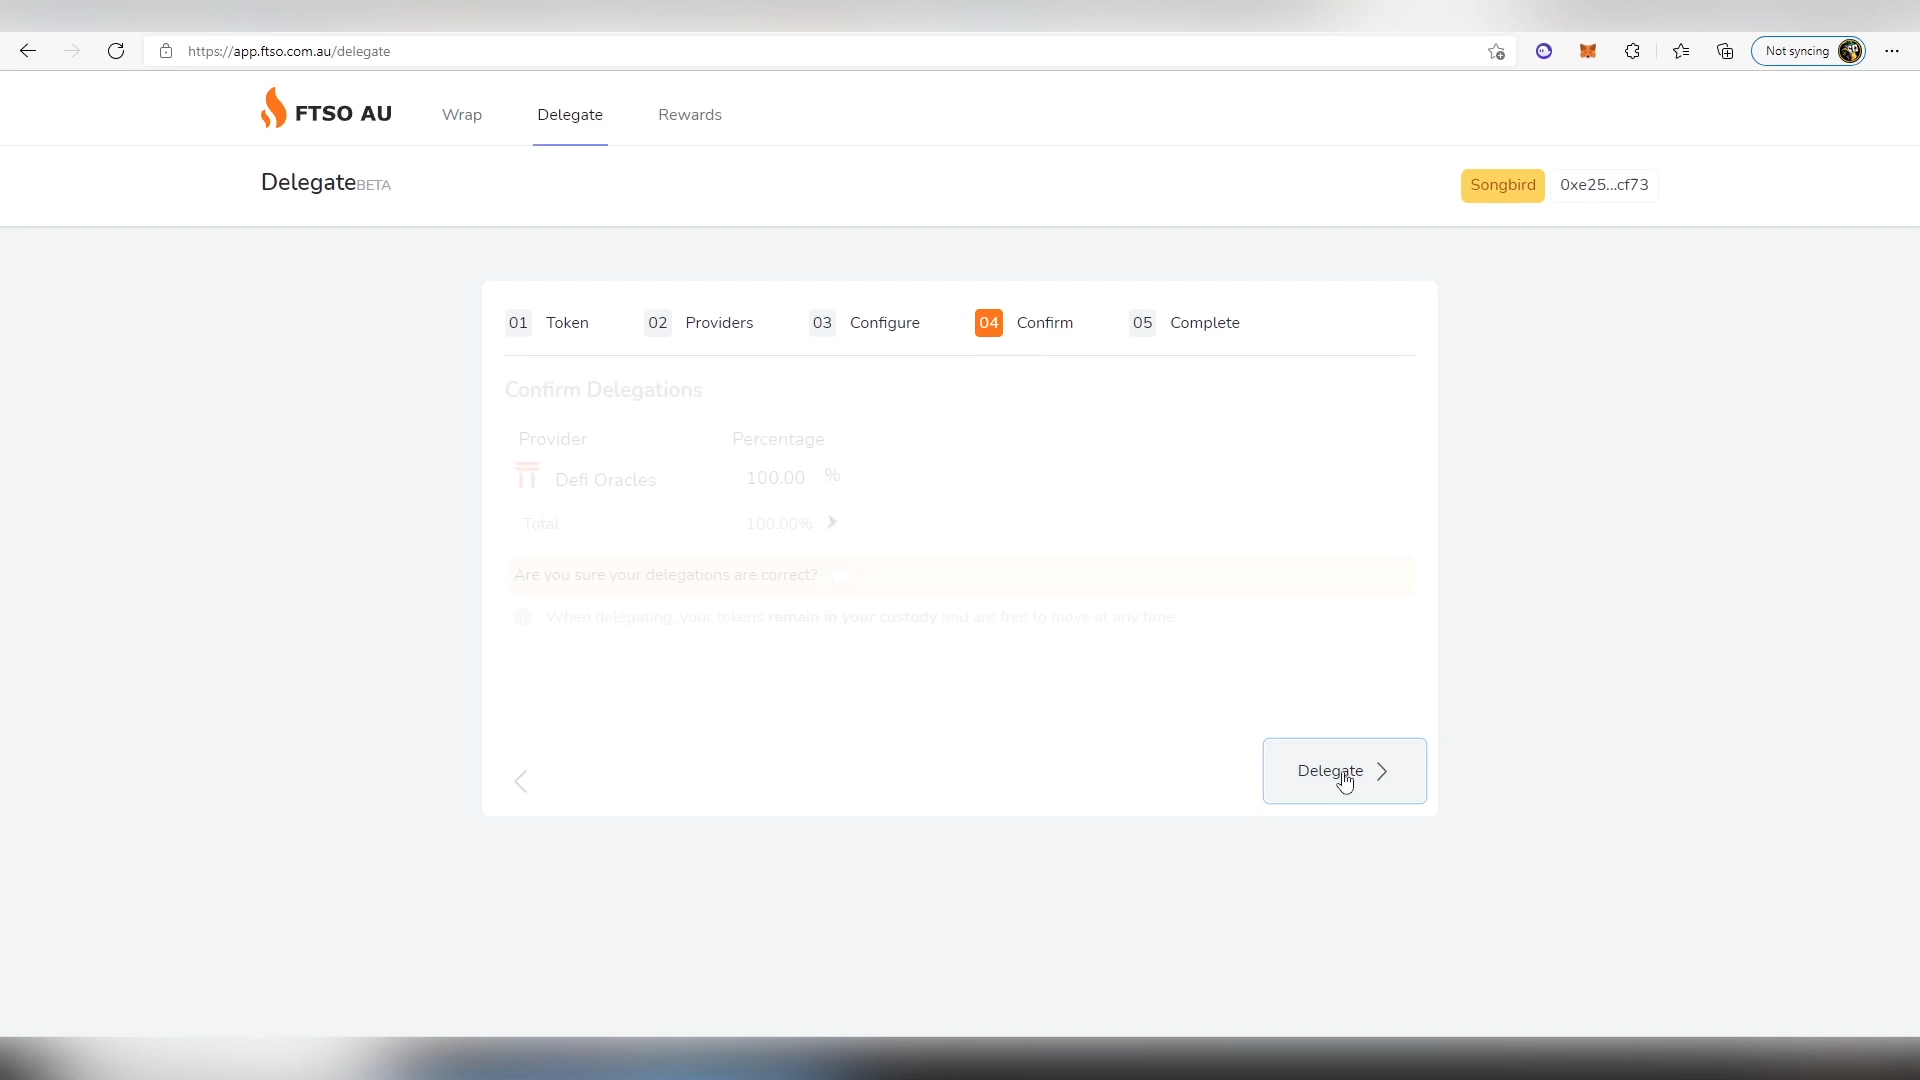 https://app.ftso.com.au/delegate
Not syncing
FTSO AU
Wrap
Delegate
Rewards
DelegateBETA
Songbird
0xe25...cf73
01 Token
02 Providers
03 Configure
04 Confirm
05 Complete
Confirm Delegations
Provider Percentage
Defi Oracles 100.00 %
Total 100.00%
Are you sure your delegations are correct?
When delegating, your tokens remain in your custody and are free to move at any time.
Delegate